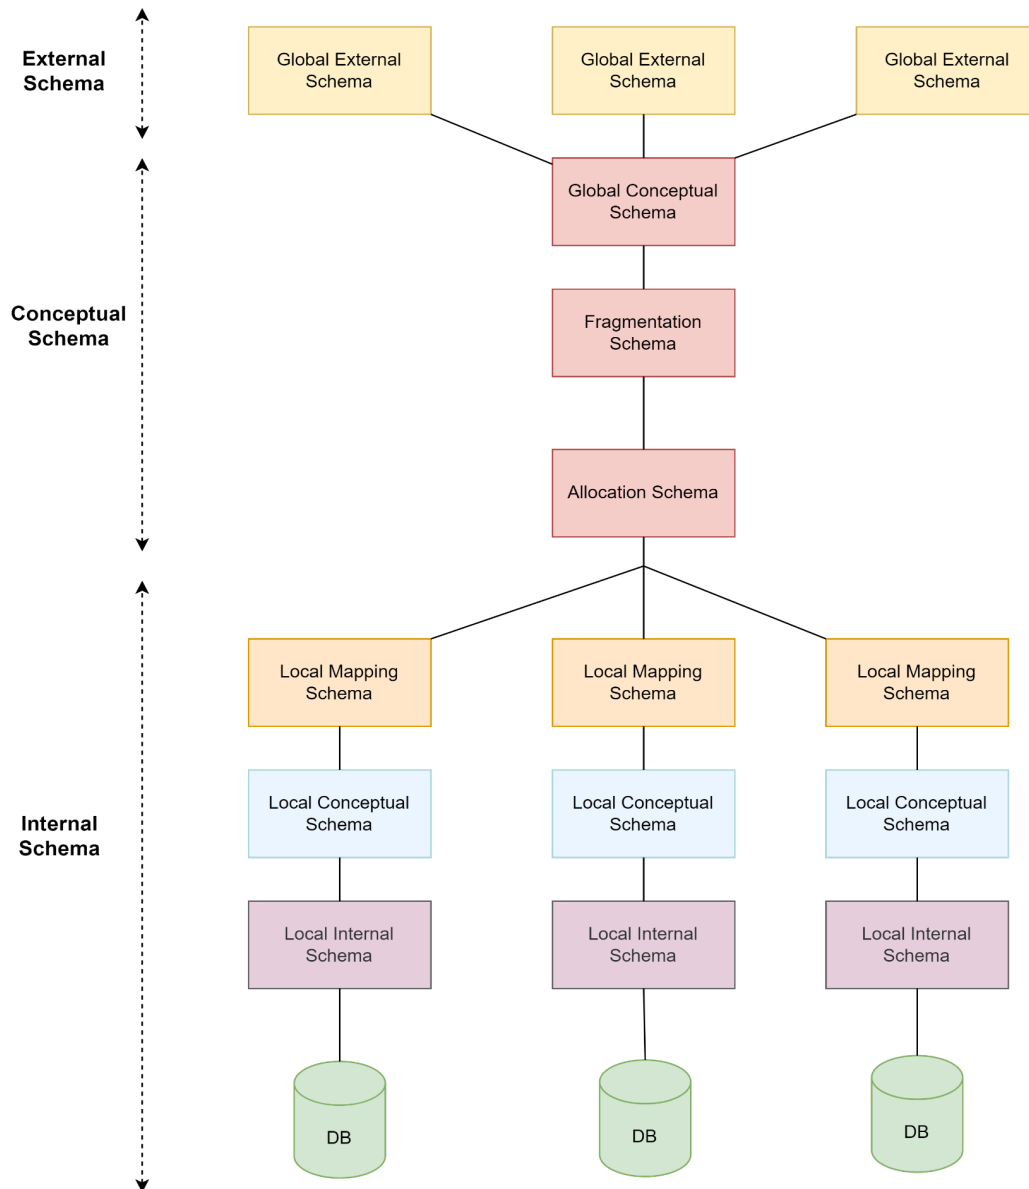 External
Schema
Global External
Schema
Global External
Schema
Global External
Schema
Conceptual
Schema
Global Conceptual
Schema
Fragmentation
Schema
Allocation Schema
Internal
Schema
Local Mapping
Schema
Local Mapping
Schema
Local Mapping
Schema
Local Conceptual
Schema
Local Conceptual
Schema
Local Conceptual
Schema
Local Internal
Schema
Local Internal
Schema
Local Internal
Schema
DB
DB
DB